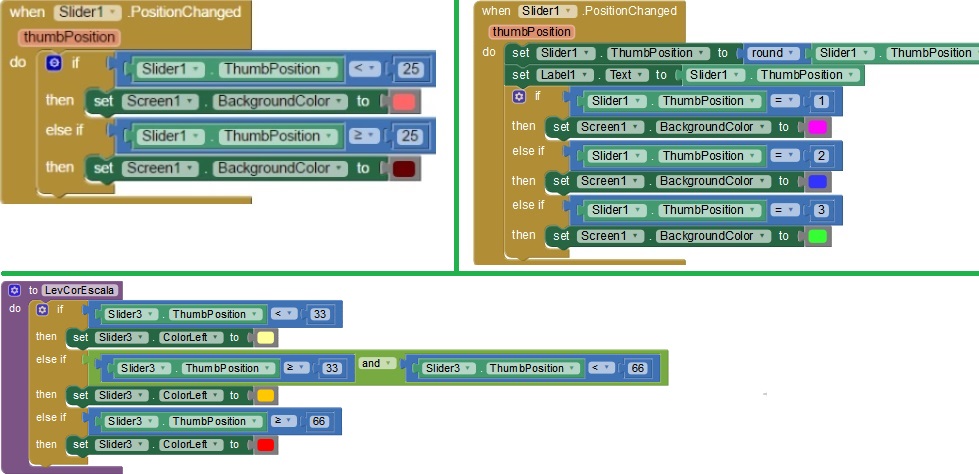 when Slider1 .PositionChanged
thumbPosition
do if Slider1 . ThumbPosition < 25
then set Screen1 . BackgroundColor to
else if Slider1 . ThumbPosition ≥ 25
then set Screen1 . BackgroundColor to
when Slider1 .PositionChanged
thumbPosition
do set Slider1 . ThumbPosition to round Slider1 . ThumbPosition
set Label1 . Text to Slider1 . ThumbPosition
if Slider1 . ThumbPosition = 1
then set Screen1 . BackgroundColor to
else if Slider1 . ThumbPosition = 2
then set Screen1 . BackgroundColor to
else if Slider1 . ThumbPosition = 3
then set Screen1 . BackgroundColor to
to LevCorEscala
do if Slider3 . ThumbPosition < 33
then set Slider3 . ColorLeft to
else if Slider3 . ThumbPosition ≥ 33 and Slider3 . ThumbPosition < 66
then set Slider3 . ColorLeft to
else if Slider3 . ThumbPosition ≥ 66
then set Slider3 . ColorLeft to